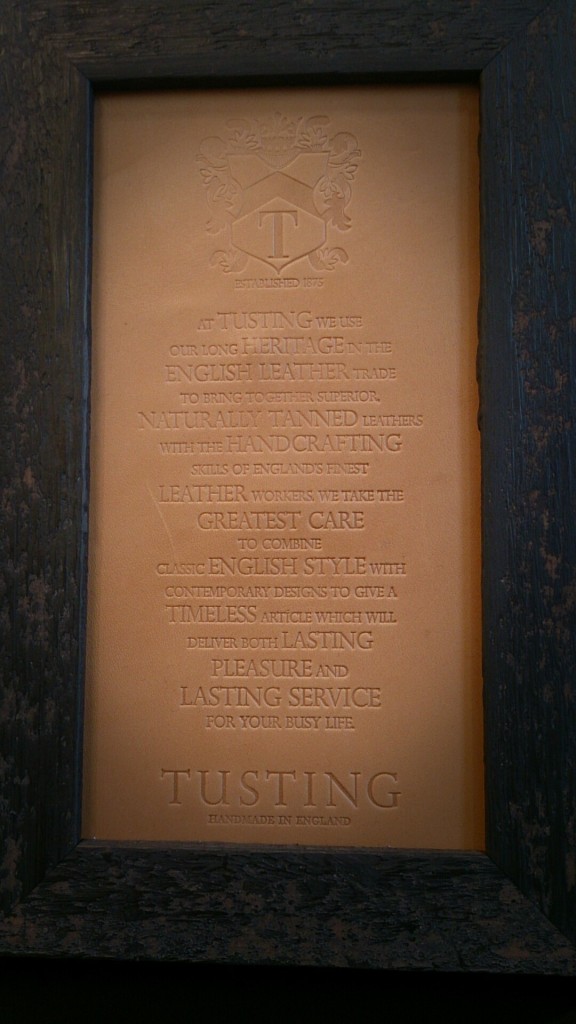 T
ESTABLISHED 1875
AT TUSTING WE USE
OUR LONG HERITAGE IN THE
ENGLISH LEATHER TRADE
TO BRING TOGETHER SUPERIOR,
NATURALLY TANNED LEATHERS
WITH THE HANDCRAFTING
SKILLS OF ENGLAND'S FINEST
LEATHER WORKERS. WE TAKE THE
GREATEST CARE
TO COMBINE
CLASSIC ENGLISH STYLE WITH
CONTEMPORARY DESIGNS TO GIVE A
TIMELESS ARTICLE WHICH WILL
DELIVER BOTH LASTING
PLEASURE AND
LASTING SERVICE
FOR YOUR BUSY LIFE.
TUSTING
HANDMADE IN ENGLAND